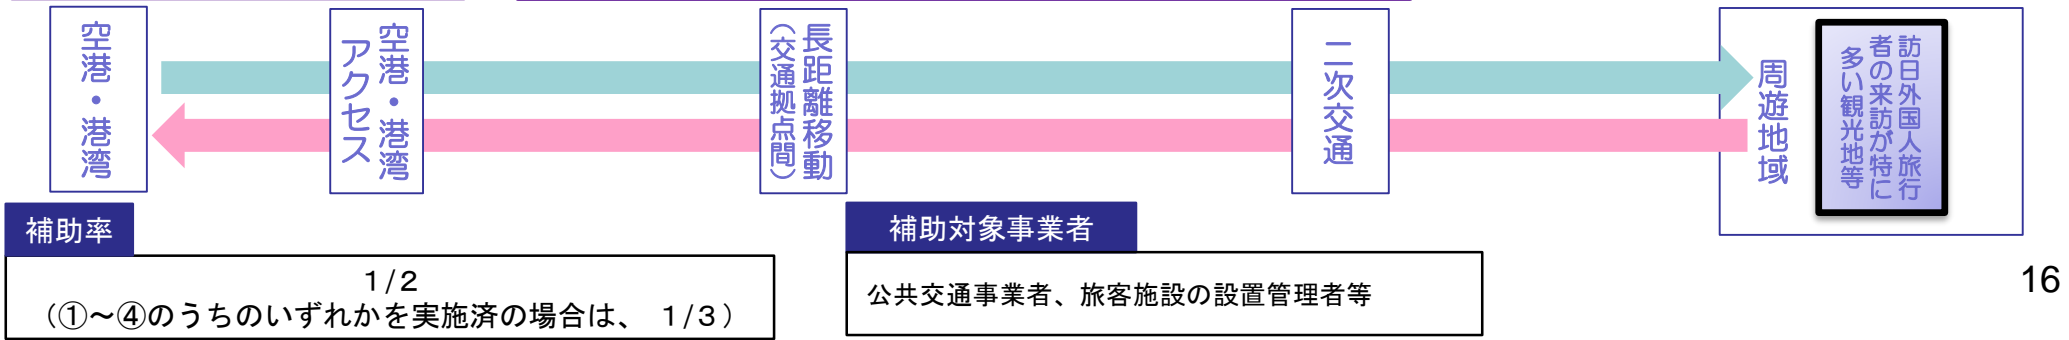 空港・港湾
空港・港湾
アクセス
長距離移動
（交通拠点間）
二次交通
周遊地域
訪日外国人旅行
者の来訪が特に
多い観光地等
補助率
1/2
（①～④のうちのいずれかを実施済の場合は、 1/3）
補助対象事業者
公共交通事業者、旅客施設の設置管理者等
16